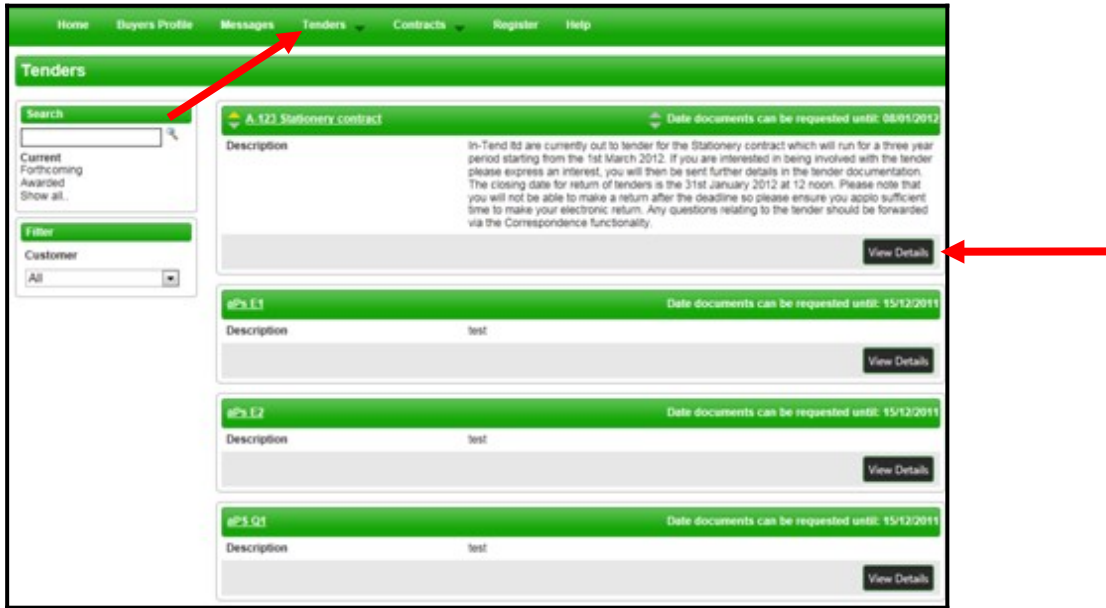 Home Buyers Profile Messages Tenders Contracts Register Help
Tenders
Search
Current
Forthcoming
Awarded
Show all..
Filter
Customer
All
A-123 Stationery contract Date documents can be requested until: 08/01/2012
Description
In-Tend ltd are currently out to tender for the Stationery contract which will run for a three year
period starting from the 1st March 2012. If you are interested in being involved with the tender
please express an interest, you will then be sent further details in the tender documentation.
The closing date for return of tenders is the 31st January 2012 at 12 noon. Please note that
you will not be able to make a return after the deadline so please ensure you applo sufficient
time to make your electronic return. Any questions relating to the tender should be forwarded
via the Correspondence functionality.
View Details
aPs E1 Date documents can be requested until: 15/12/2011
Description test
View Details
aPs E2 Date documents can be requested until: 15/12/2011
Description test
View Details
aPS Q1 Date documents can be requested until: 15/12/2011
Description test
View Details